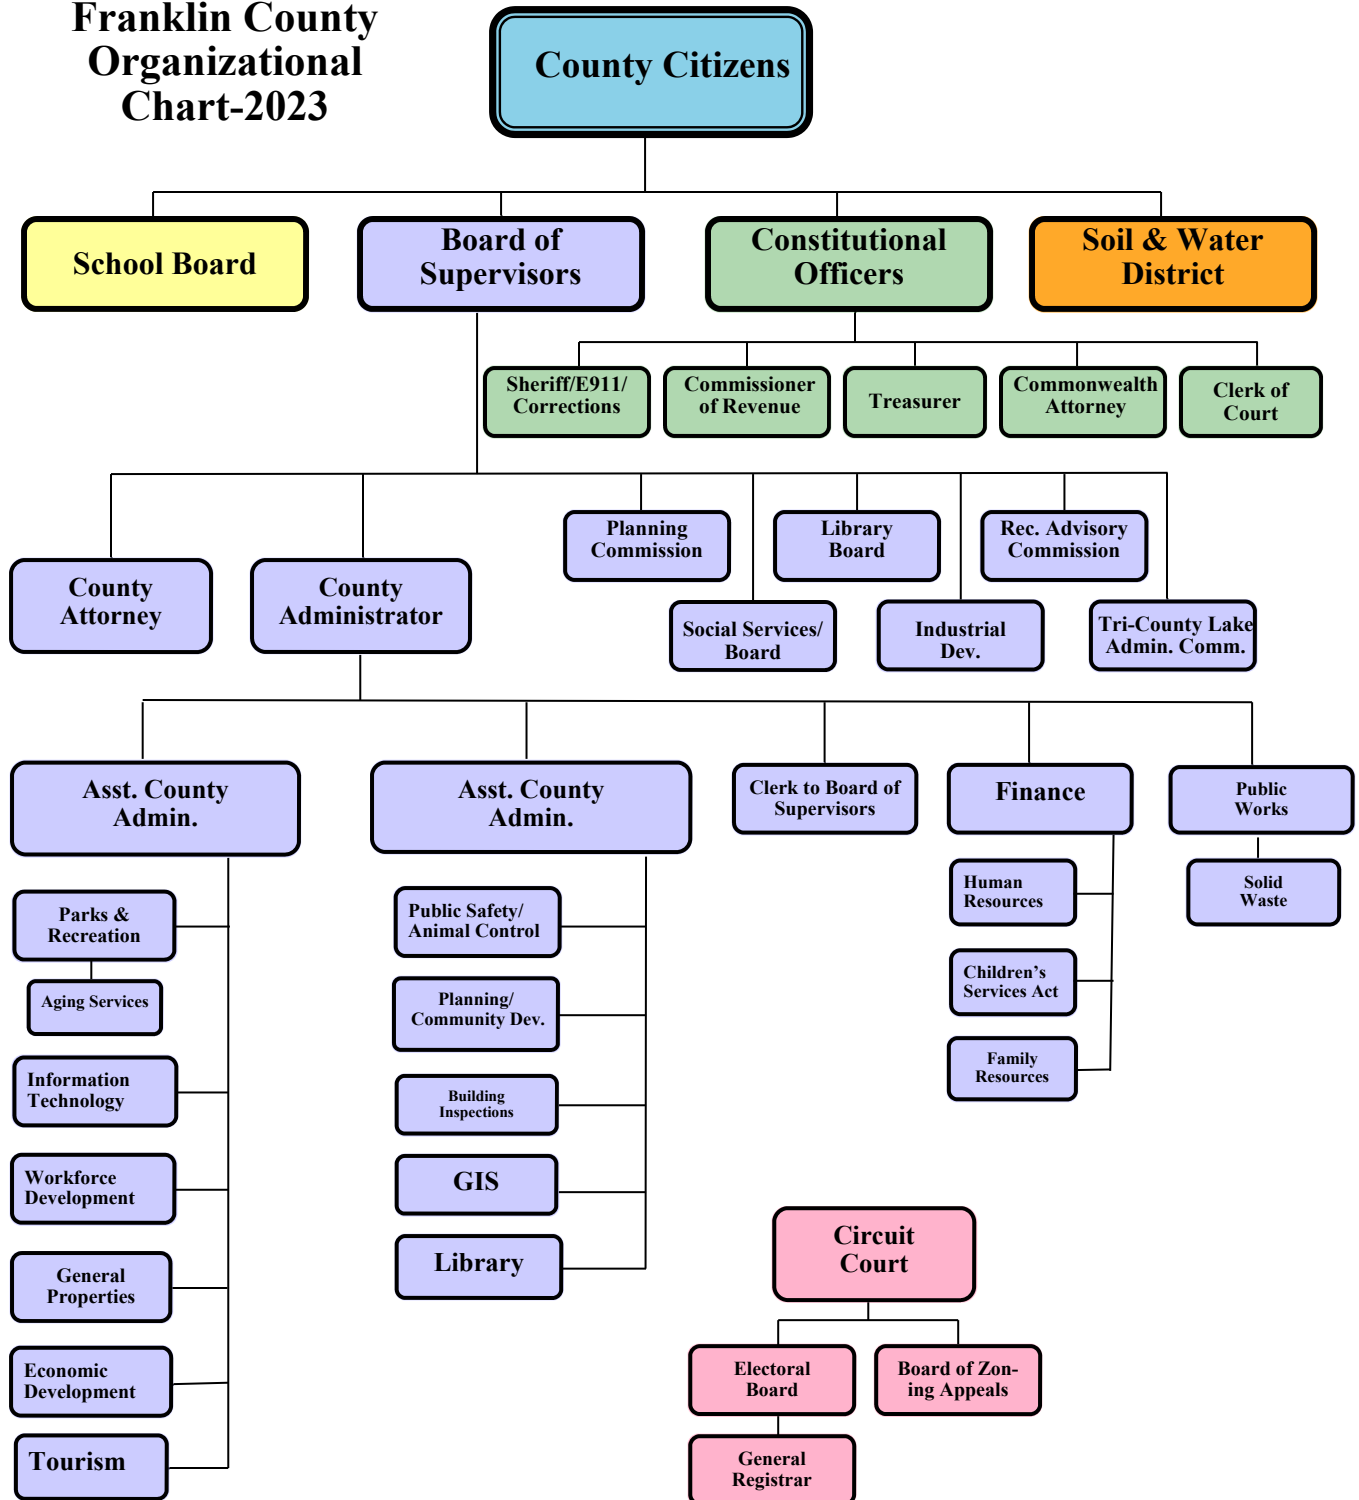 Franklin County
Organizational
Chart-2023
County Citizens
School Board
Board of
Supervisors
Constitutional
Officers
Soil & Water
District
Sheriff/E911/
Corrections
Commissioner
of Revenue
Treasurer
Commonwealth
Attorney
Clerk of
Court
Planning
Commission
Library
Board
Rec. Advisory
Commission
County
Attorney
County
Administrator
Social Services/
Board
Industrial
Dev.
Tri-County Lake
Admin. Comm.
Asst. County
Admin.
Asst. County
Admin.
Clerk to Board of
Supervisors
Finance
Public
Works
Parks &
Recreation
Aging Services
Information
Technology
Workforce
Development
General
Properties
Economic
Development
Tourism
Public Safety/
Animal Control
Planning/
Community Dev.
Building
Inspections
GIS
Library
Human
Resources
Children’s
Services Act
Family
Resources
Solid
Waste
Circuit
Court
Electoral
Board
Board of Zon-
ing Appeals
General
Registrar